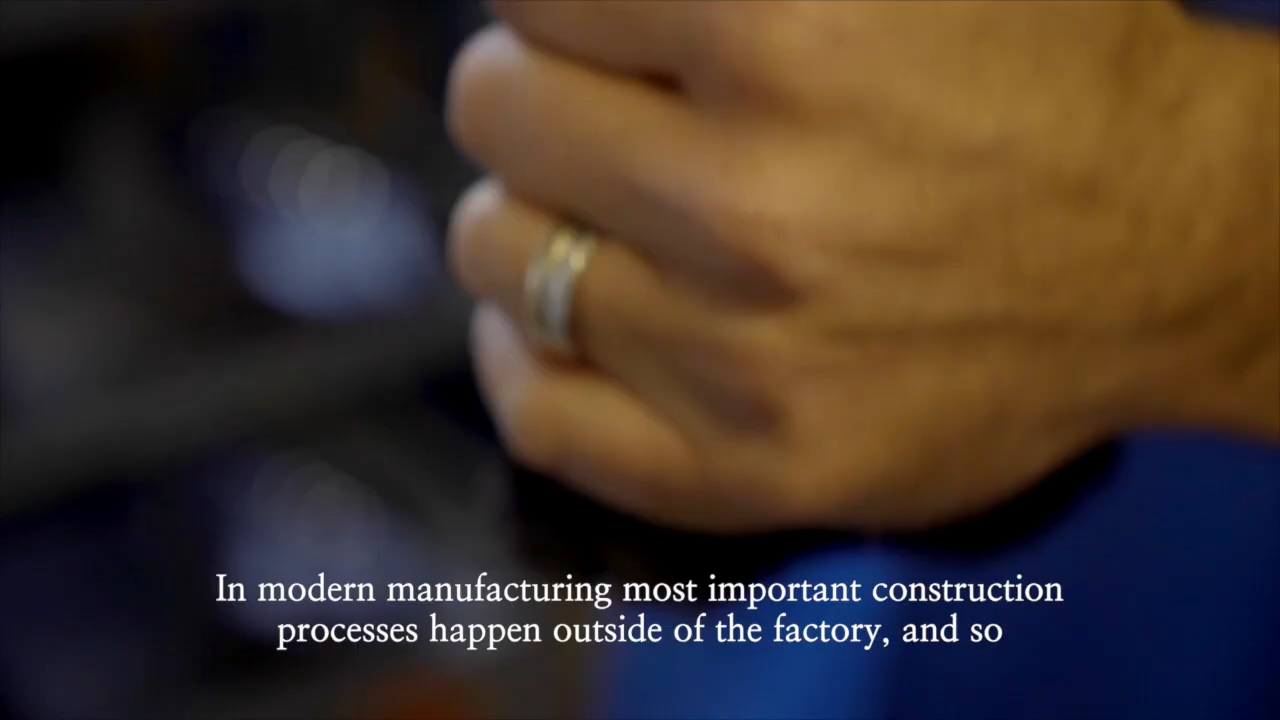 In modern manufacturing most important construction
processes happen outside of the factory, and so